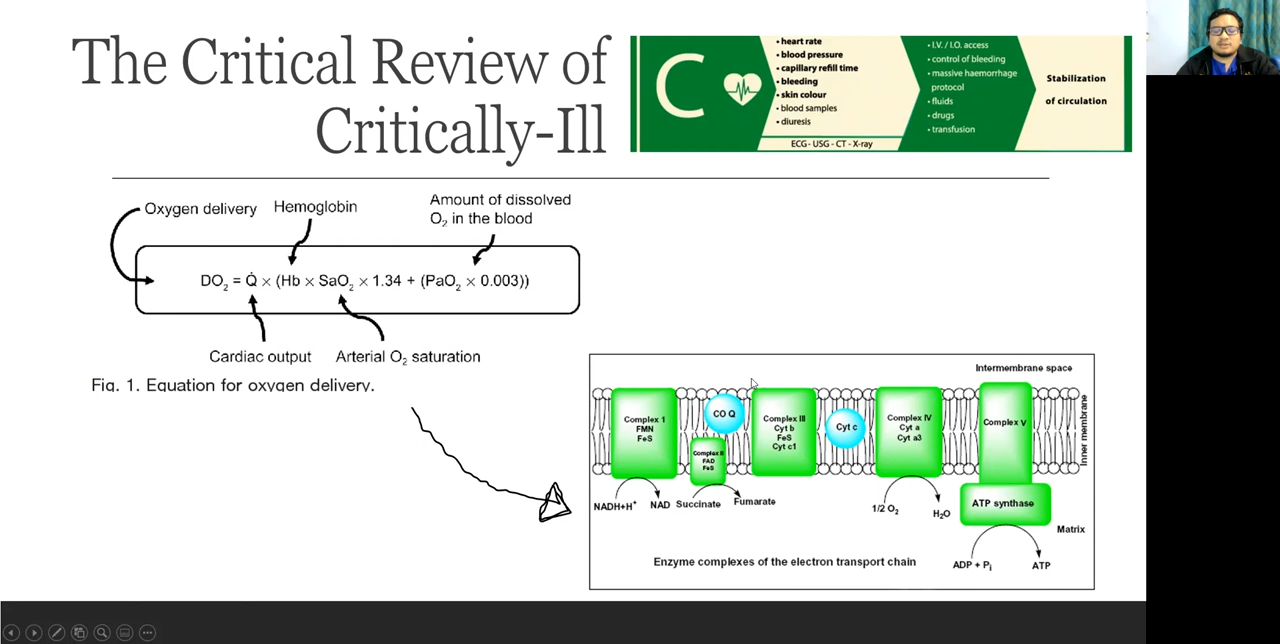 The Critical Review of
Critically-Ill
C
• heart rate
• blood pressure
• capillary refill time
• bleeding
• skin colour
• blood samples
• diuresis
ECG - USG - CT - X-ray
• I.V. / I.O. access
• control of bleeding
• massive haemorrhage
protocol
• fluids
• drugs
• transfusion
Stabilization
of circulation
Oxygen delivery
Hemoglobin
Amount of dissolved
O₂ in the blood
DO₂ = Q̇ × (Hb × SaO₂ × 1.34 + (PaO₂ × 0.003))
Cardiac output
Arterial O₂ saturation
Fig. 1. Equation for oxygen delivery.
Intermembrane space
Complex 1
FMN
FeS
CO Q
Complex II
FAD
FeS
Complex III
Cyt b
FeS
Cyt c1
Cyt c
Complex IV
Cyt a
Cyt a3
Complex V
Inner membrane
NADH+H⁺
NAD
Succinate
Fumarate
1/2 O₂
H₂O
ATP synthase
Matrix
ADP + Pᵢ
ATP
Enzyme complexes of the electron transport chain